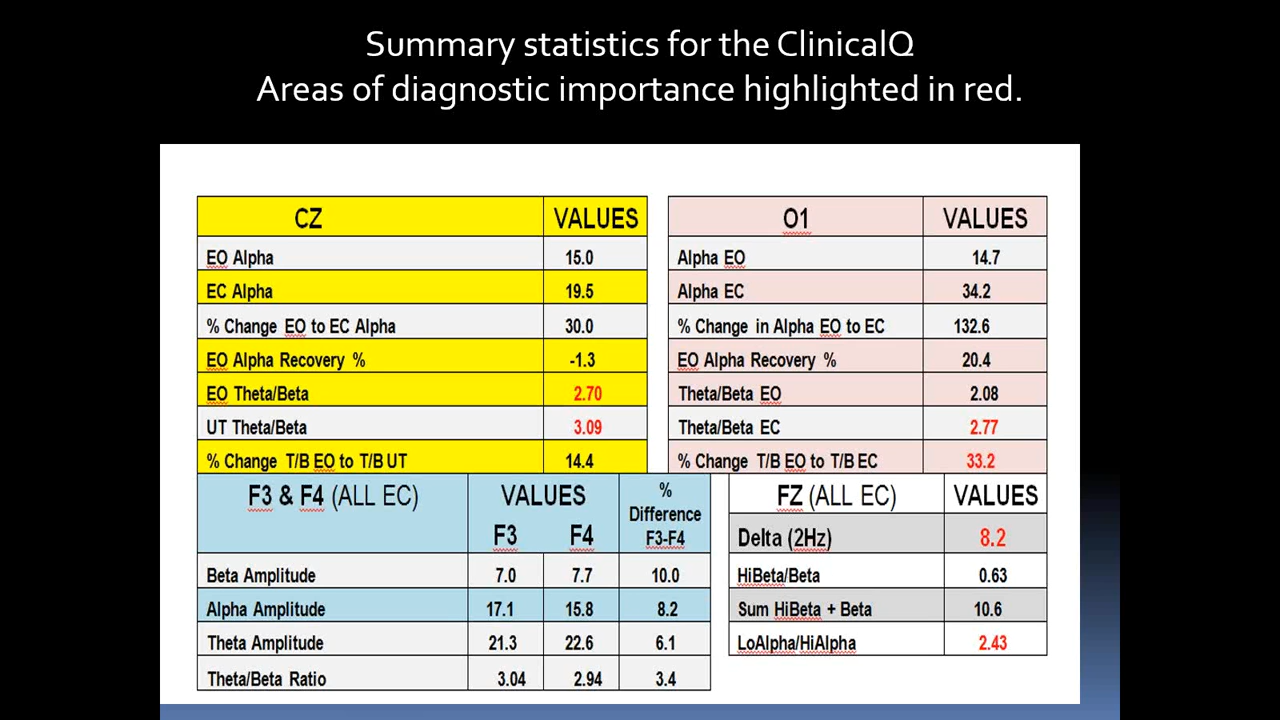 Summary statistics for the ClinicalQ
Areas of diagnostic importance highlighted in red.
CZ VALUES
EO Alpha 15.0
EC Alpha 19.5
% Change EO to EC Alpha 30.0
EO Alpha Recovery % -1.3
EO Theta/Beta 2.70
UT Theta/Beta 3.09
% Change T/B EO to T/B UT 14.4
O1 VALUES
Alpha EO 14.7
Alpha EC 34.2
% Change in Alpha EO to EC 132.6
EO Alpha Recovery % 20.4
Theta/Beta EO 2.08
Theta/Beta EC 2.77
% Change T/B EO to T/B EC 33.2
F3 & F4 (ALL EC) VALUES %
Difference
F3 F4 F3-F4
Beta Amplitude 7.0 7.7 10.0
Alpha Amplitude 17.1 15.8 8.2
Theta Amplitude 21.3 22.6 6.1
Theta/Beta Ratio 3.04 2.94 3.4
FZ (ALL EC) VALUES
Delta (2Hz) 8.2
HiBeta/Beta 0.63
Sum HiBeta + Beta 10.6
LoAlpha/HiAlpha 2.43